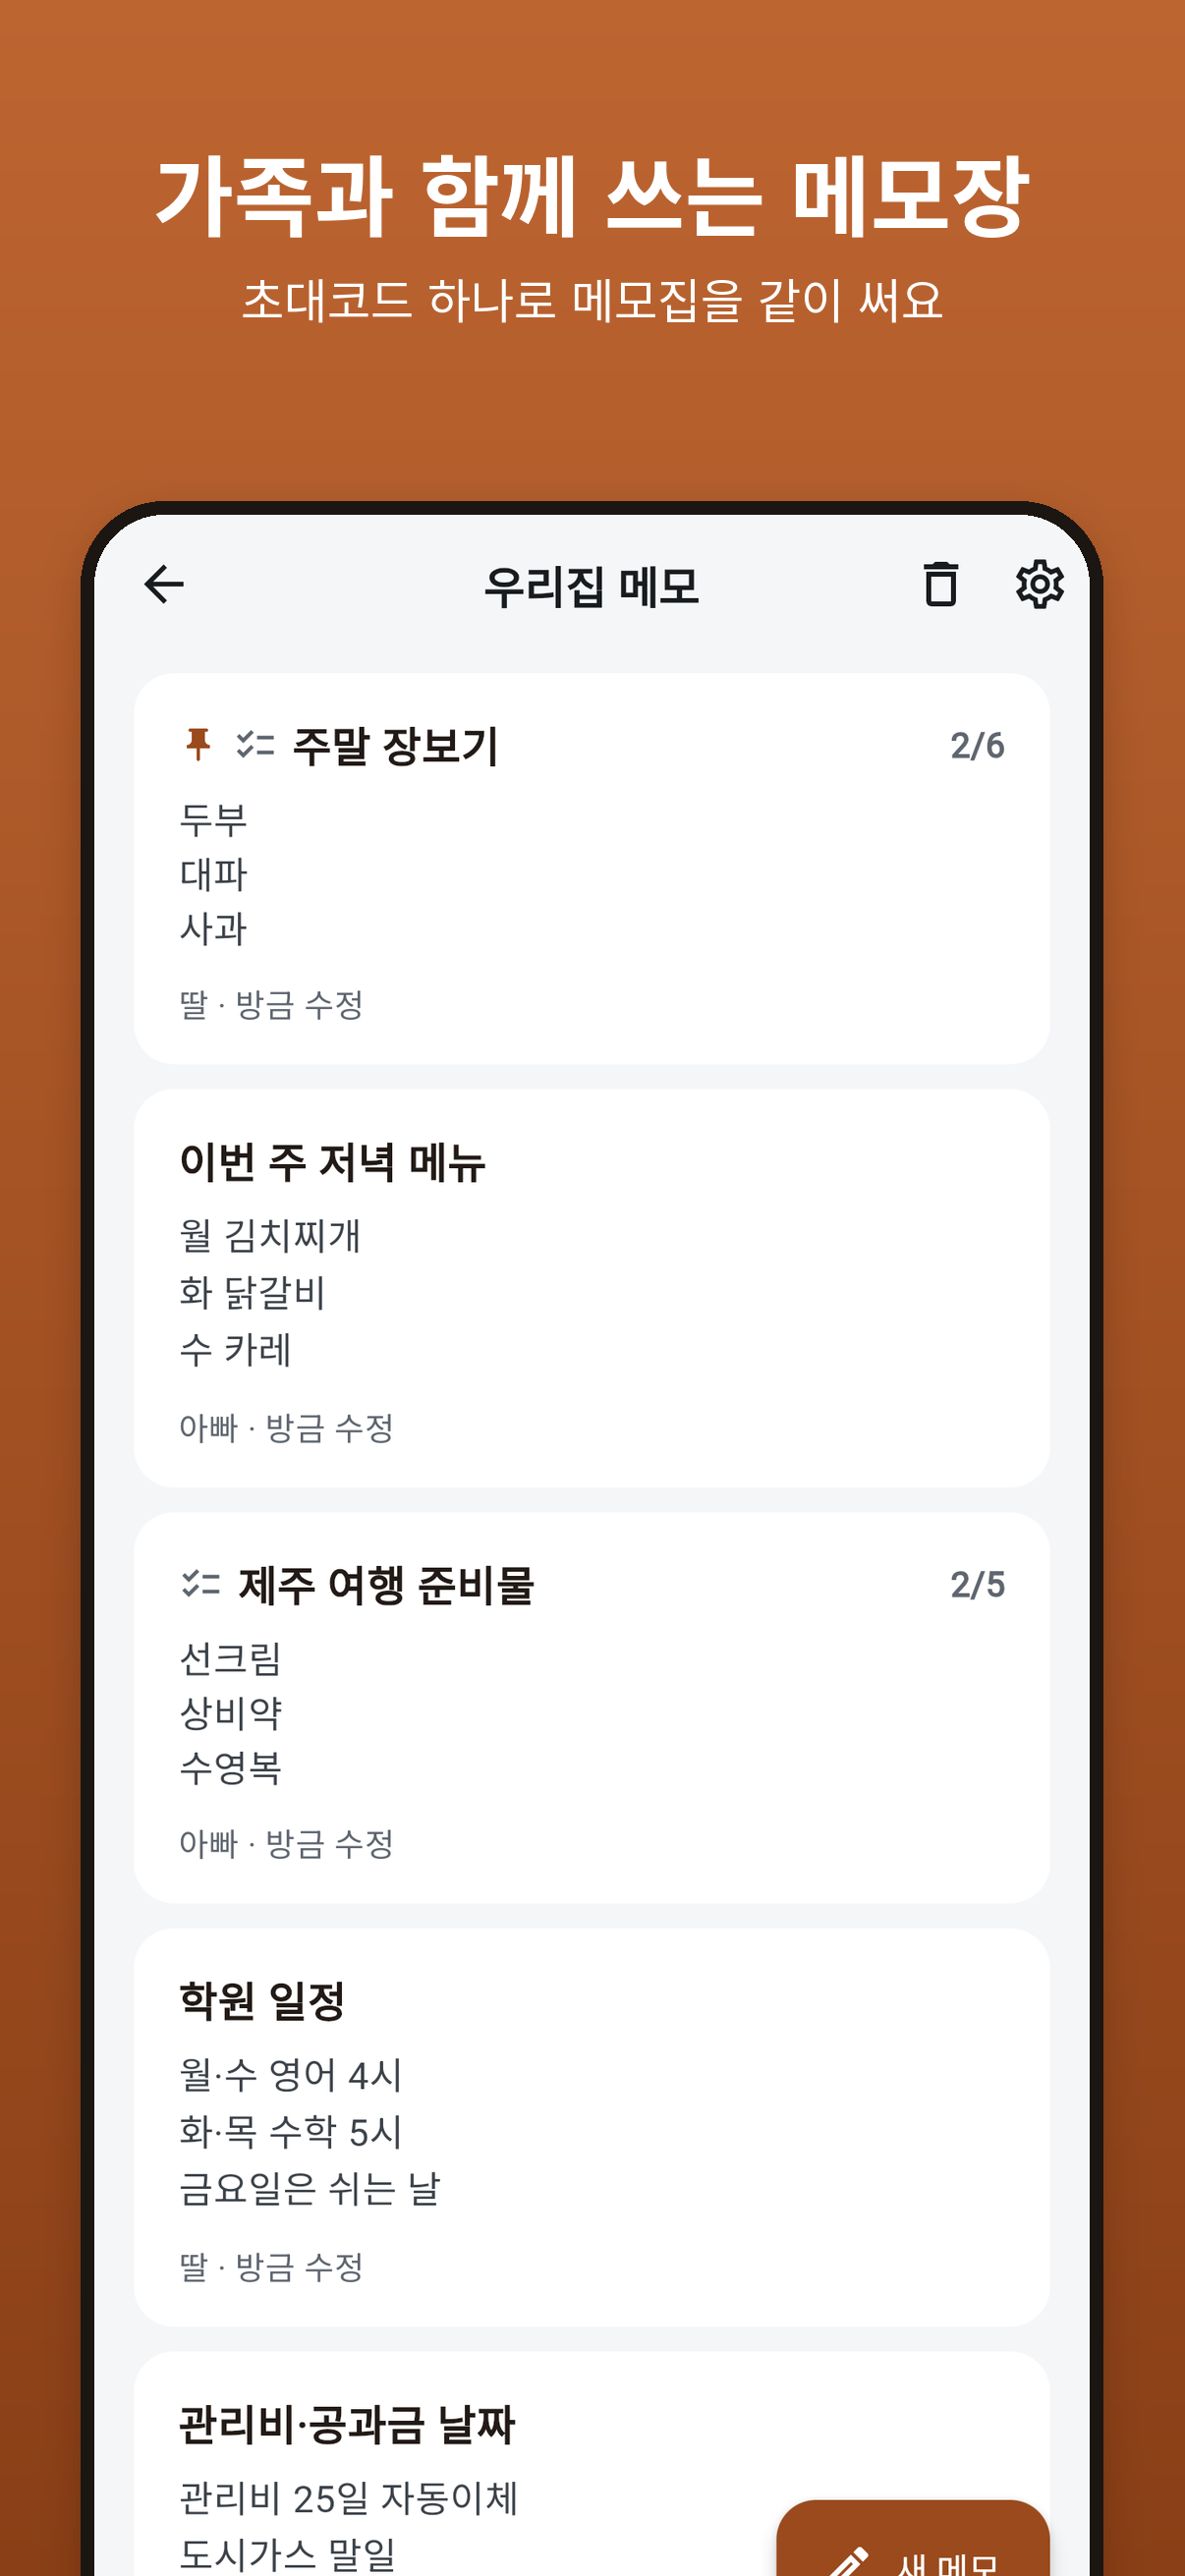 가족과 함께 쓰는 메모장
초대코드 하나로 메모집을 같이 써요
우리집 메모
주말 장보기 2/6
두부
대파
사과
딸 · 방금 수정
이번 주 저녁 메뉴
월 김치찌개
화 닭갈비
수 카레
아빠 · 방금 수정
제주 여행 준비물 2/5
선크림
상비약
수영복
아빠 · 방금 수정
학원 일정
월·수 영어 4시
화·목 수학 5시
금요일은 쉬는 날
딸 · 방금 수정
관리비·공과금 날짜
관리비 25일 자동이체
도시가스 말일
새 메모